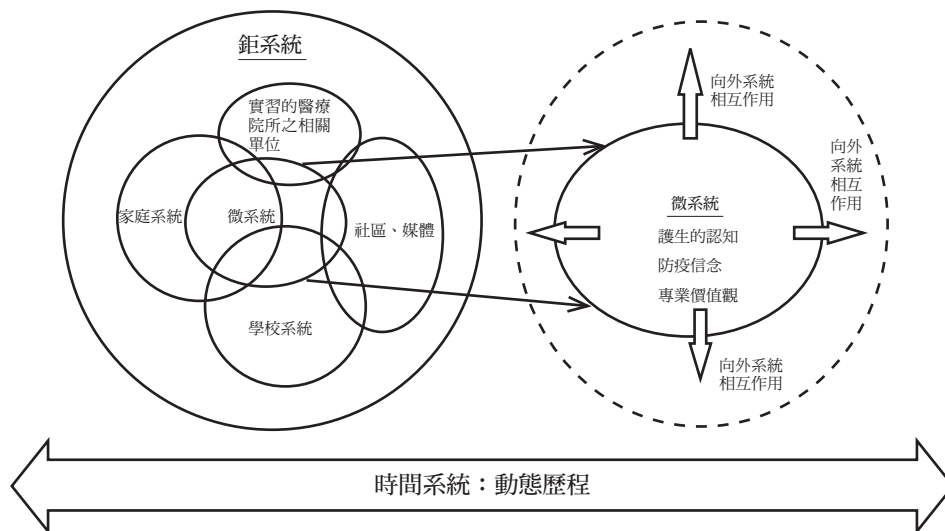 鉅系統
實習的醫療
院所之相關
單位
家庭系統
微系統
社區、媒體
學校系統
向外系統
相互作用
向外
系統
相互
作用
微系統
護生的認知
防疫信念
專業價值觀
向外系統
相互作用
時間系統：動態歷程